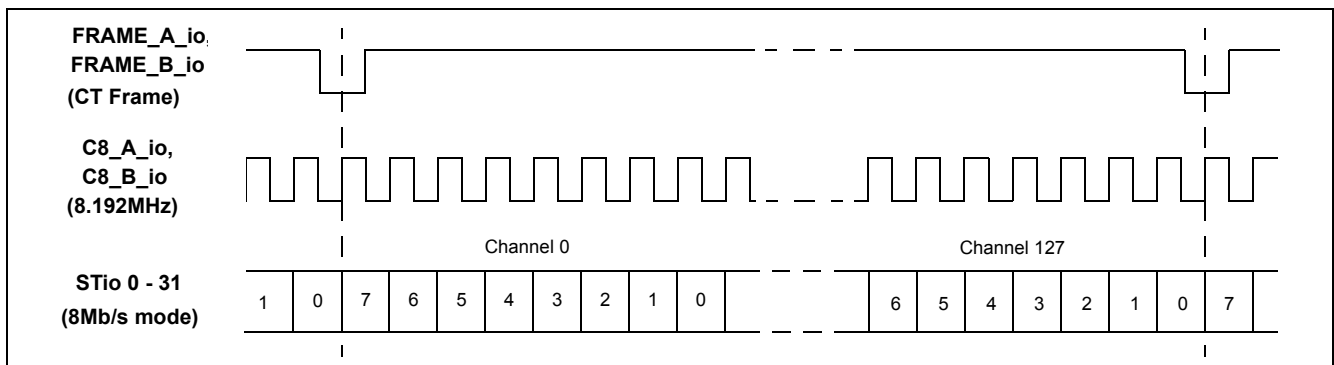 FRAME_A_io,
FRAME_B_io
(CT Frame)
C8_A_io,
C8_B_io
(8.192MHz)
Channel 0
Channel 127
STio 0 - 31
(8Mb/s mode)
1 0 7 6 5 4 3 2 1 0 6 5 4 3 2 1 0 7